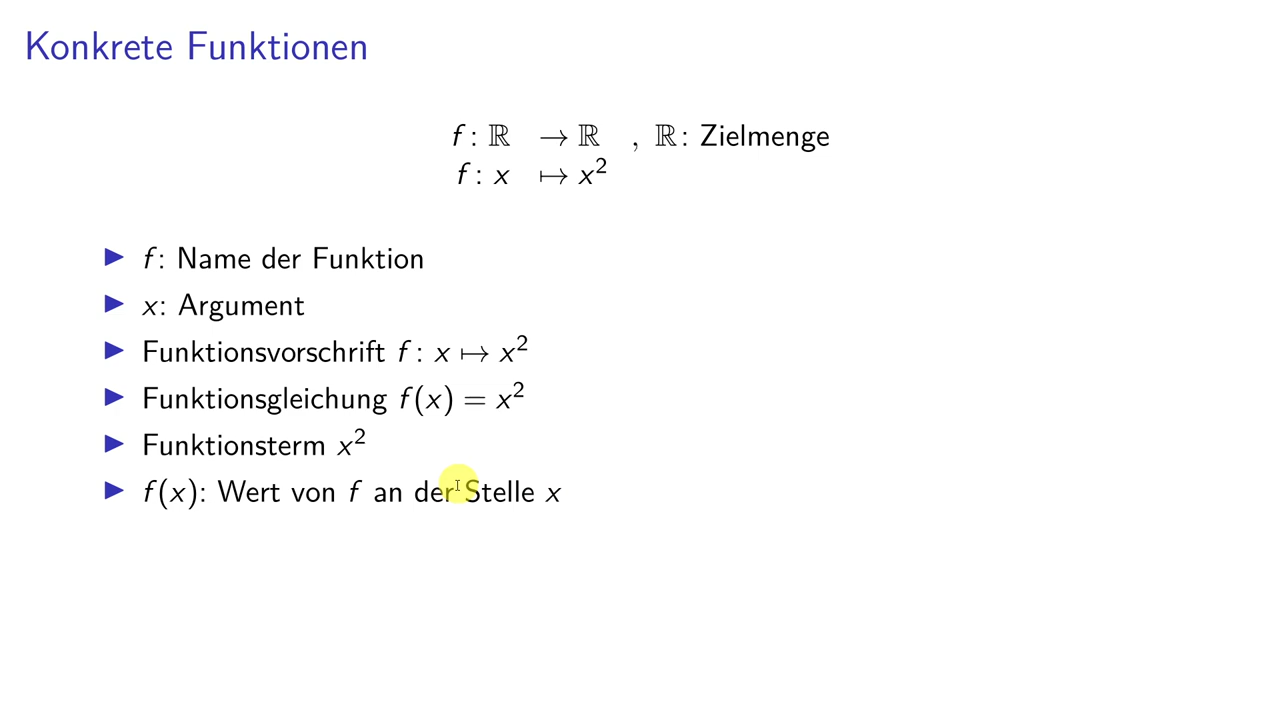 Konkrete Funktionen
f : ℝ → ℝ , ℝ : Zielmenge
f : x ↦ x²
▶ f : Name der Funktion
▶ x: Argument
▶ Funktionsvorschrift f : x ↦ x²
▶ Funktionsgleichung f(x) = x²
▶ Funktionsterm x²
▶ f(x): Wert von f an der Stelle x